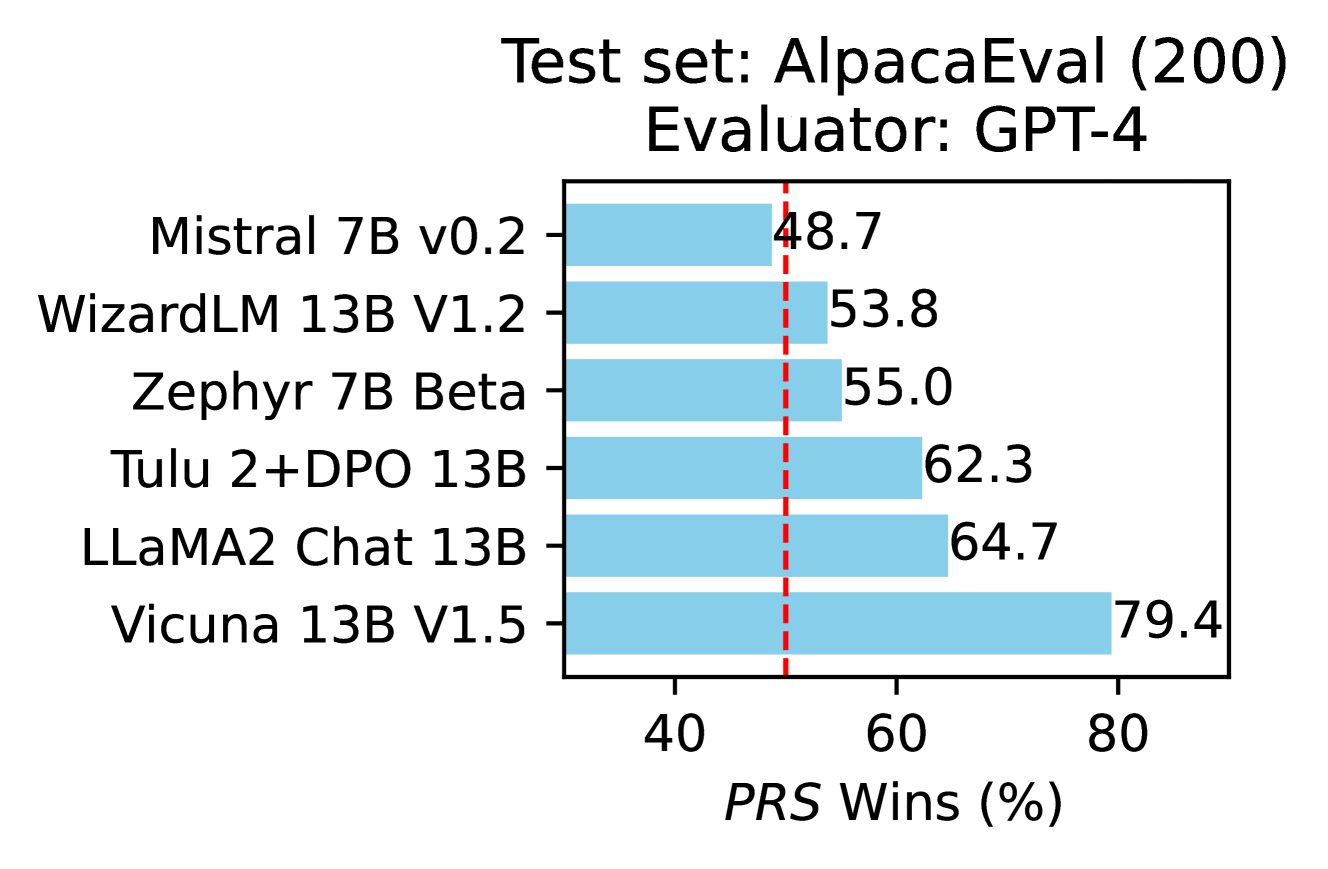 Test set: AlpacaEval (200)
Evaluator: GPT-4
Mistral 7B v0.2
48.7
WizardLM 13B V1.2
53.8
Zephyr 7B Beta
55.0
Tulu 2+DPO 13B
62.3
LLaMA2 Chat 13B
64.7
Vicuna 13B V1.5
79.4
40 60 80
PRS Wins (%)